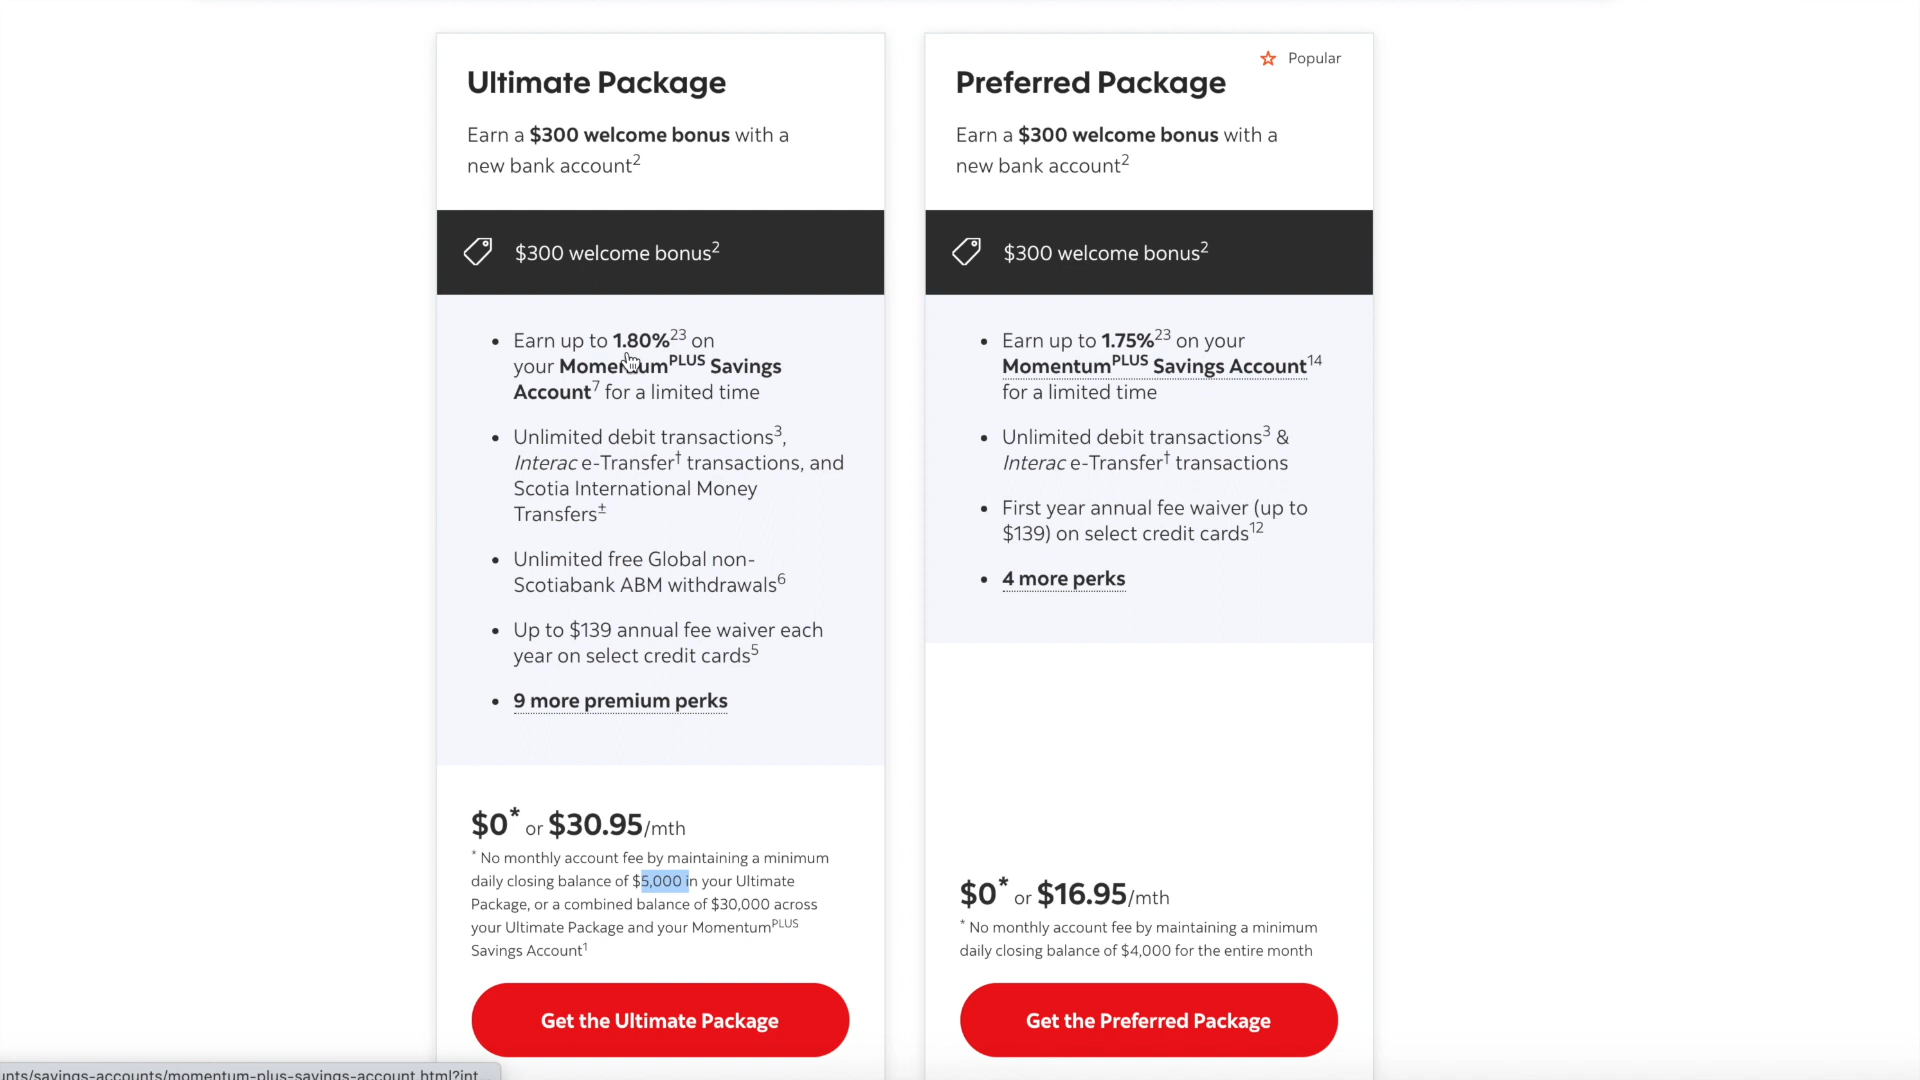 Ultimate Package
Earn a $300 welcome bonus with a
new bank account2
$300 welcome bonus2
• Earn up to 1.80%23 on
your MomentumPLUS Savings
Account7 for a limited time
• Unlimited debit transactions3,
Interac e-Transfer† transactions, and
Scotia International Money
Transfers±
• Unlimited free Global non-
Scotiabank ABM withdrawals6
• Up to $139 annual fee waiver each
year on select credit cards5
• 9 more premium perks
$0* or $30.95/mth
* No monthly account fee by maintaining a minimum
daily closing balance of $5,000 in your Ultimate
Package, or a combined balance of $30,000 across
your Ultimate Package and your MomentumPLUS
Savings Account1
Get the Ultimate Package
Popular
Preferred Package
Earn a $300 welcome bonus with a
new bank account2
$300 welcome bonus2
• Earn up to 1.75%23 on your
MomentumPLUS Savings Account14
for a limited time
• Unlimited debit transactions3 &
Interac e-Transfer† transactions
• First year annual fee waiver (up to
$139) on select credit cards12
• 4 more perks
$0* or $16.95/mth
* No monthly account fee by maintaining a minimum
daily closing balance of $4,000 for the entire month
Get the Preferred Package
unts/savings-accounts/momentum-plus-savings-account.html?int...